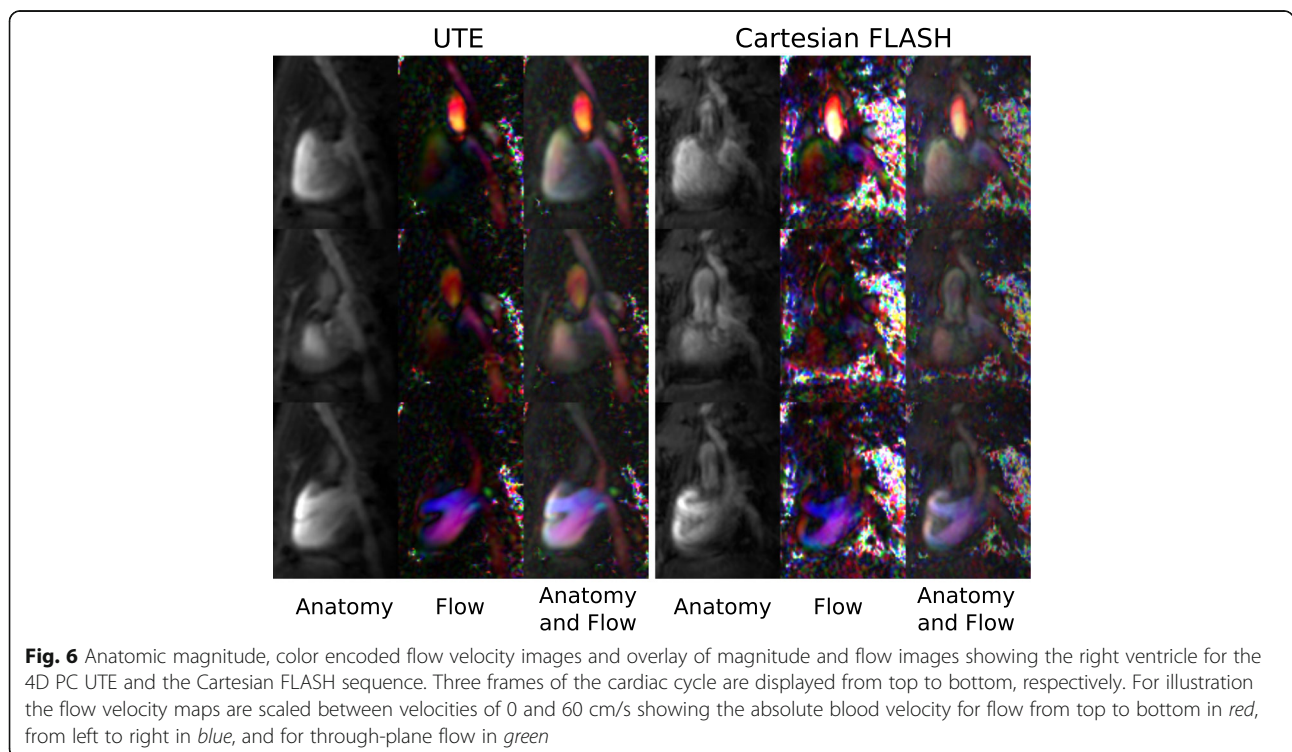 UTE
Cartesian FLASH
Anatomy
Flow
Anatomy
and Flow
Anatomy
Flow
Anatomy
and Flow
Fig. 6 Anatomic magnitude, color encoded flow velocity images and overlay of magnitude and flow images showing the right ventricle for the
4D PC UTE and the Cartesian FLASH sequence. Three frames of the cardiac cycle are displayed from top to bottom, respectively. For illustration
the flow velocity maps are scaled between velocities of 0 and 60 cm/s showing the absolute blood velocity for flow from top to bottom in red,
from left to right in blue, and for through-plane flow in green